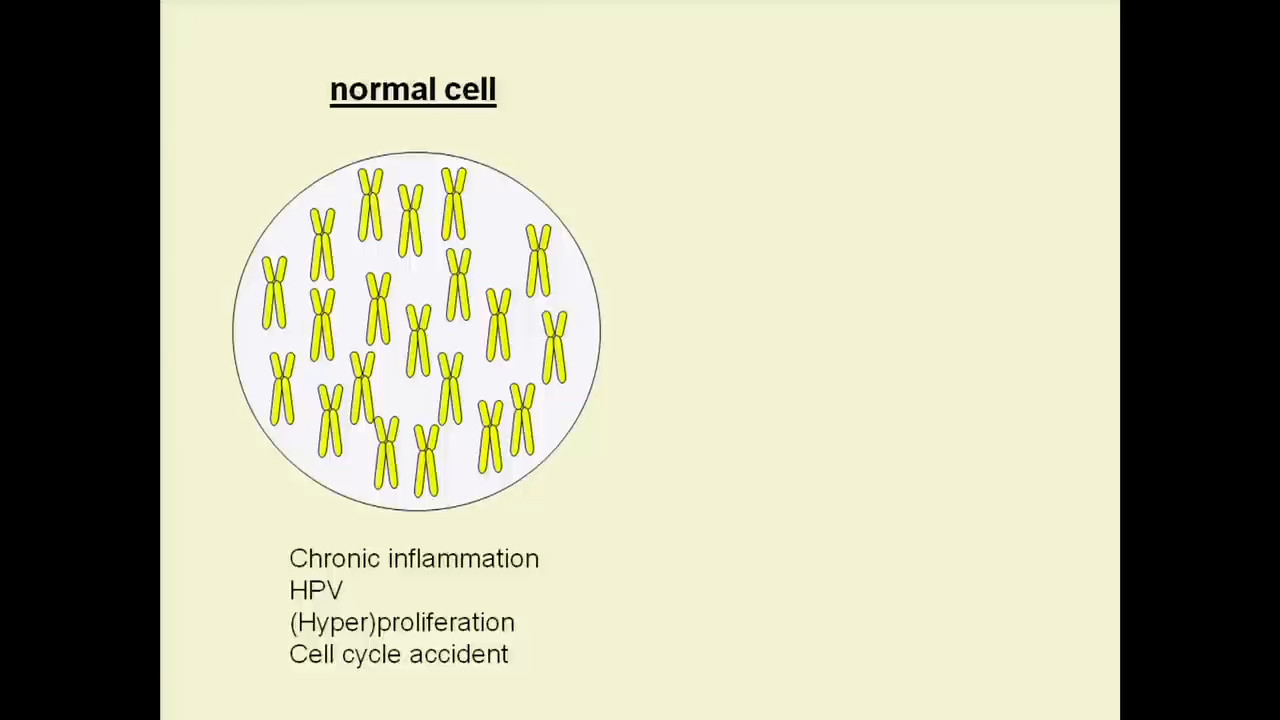 normal cell
Chronic inflammation
HPV
(Hyper)proliferation
Cell cycle accident